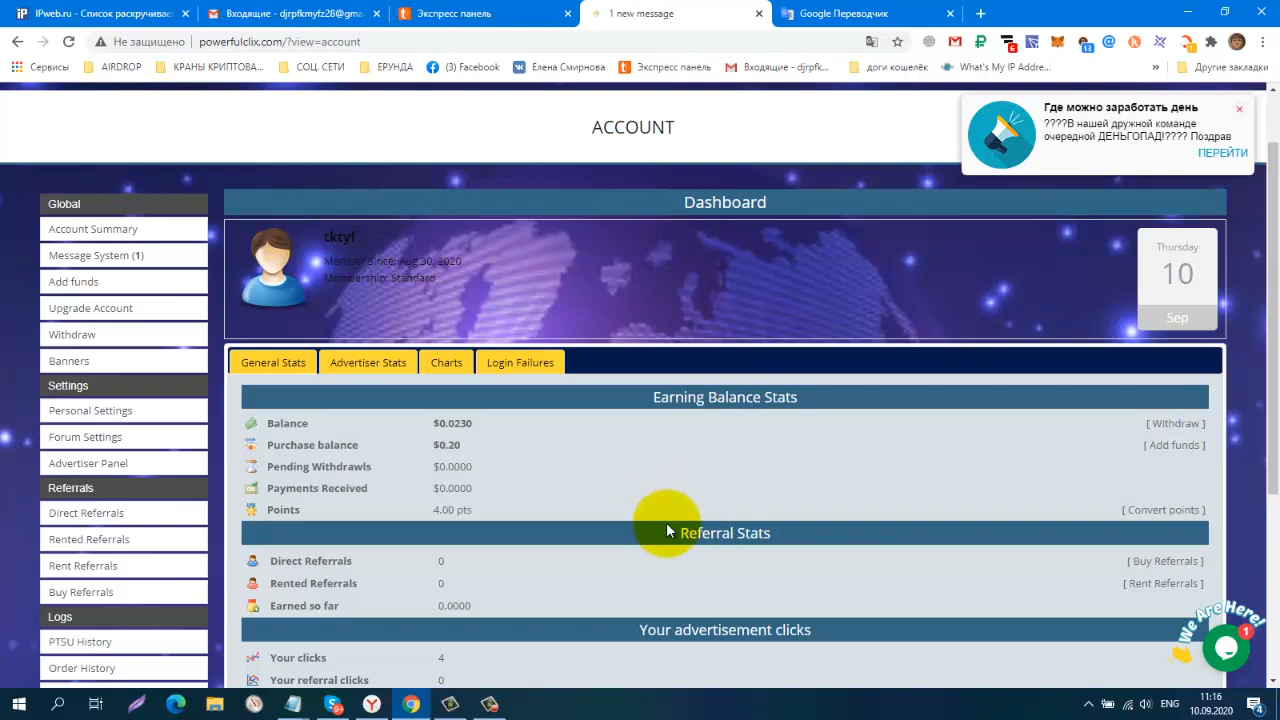 IPweb.ru - Список раскручивае
Входящие - djrpfkmyfz28@gma
Экспресс панель
1 new message
Google Переводчик
Не защищено
powerfulclix.com/?view=account
6
13
1
Сервисы
AIRDROP
КРАНЫ КРИПТОВА...
СОЦ. СЕТИ
ЕРУНДА
(3) Facebook
Елена Смирнова
Экспресс панель
Входящие - djrpfk...
доги кошелёк
What's My IP Addre...
»
Другие закладки
ACCOUNT
Где можно заработать день
????В нашей дружной команде
очередной ДЕНЬГОПАД!???? Поздрав
ПЕРЕЙТИ
Global
Account Summary
Message System (1)
Add funds
Upgrade Account
Withdraw
Banners
Settings
Personal Settings
Forum Settings
Advertiser Panel
Referrals
Direct Referrals
Rented Referrals
Rent Referrals
Buy Referrals
Logs
PTSU History
Order History
Dashboard
tktyf
Member Since: Aug 30, 2020
Membership: Standard
Thursday
10
Sep
General Stats
Advertiser Stats
Charts
Login Failures
Earning Balance Stats
Balance $0.0230 [ Withdraw ]
Purchase balance $0.20 [ Add funds ]
Pending Withdrawls $0.0000
Payments Received $0.0000
Points 4.00 pts [ Convert points ]
Referral Stats
Direct Referrals 0 [ Buy Referrals ]
Rented Referrals 0 [ Rent Referrals ]
Earned so far 0.0000
Your advertisement clicks
Your clicks 4
Your referral clicks 0
We Are Here!
1
ENG
11:16
10.09.2020
4